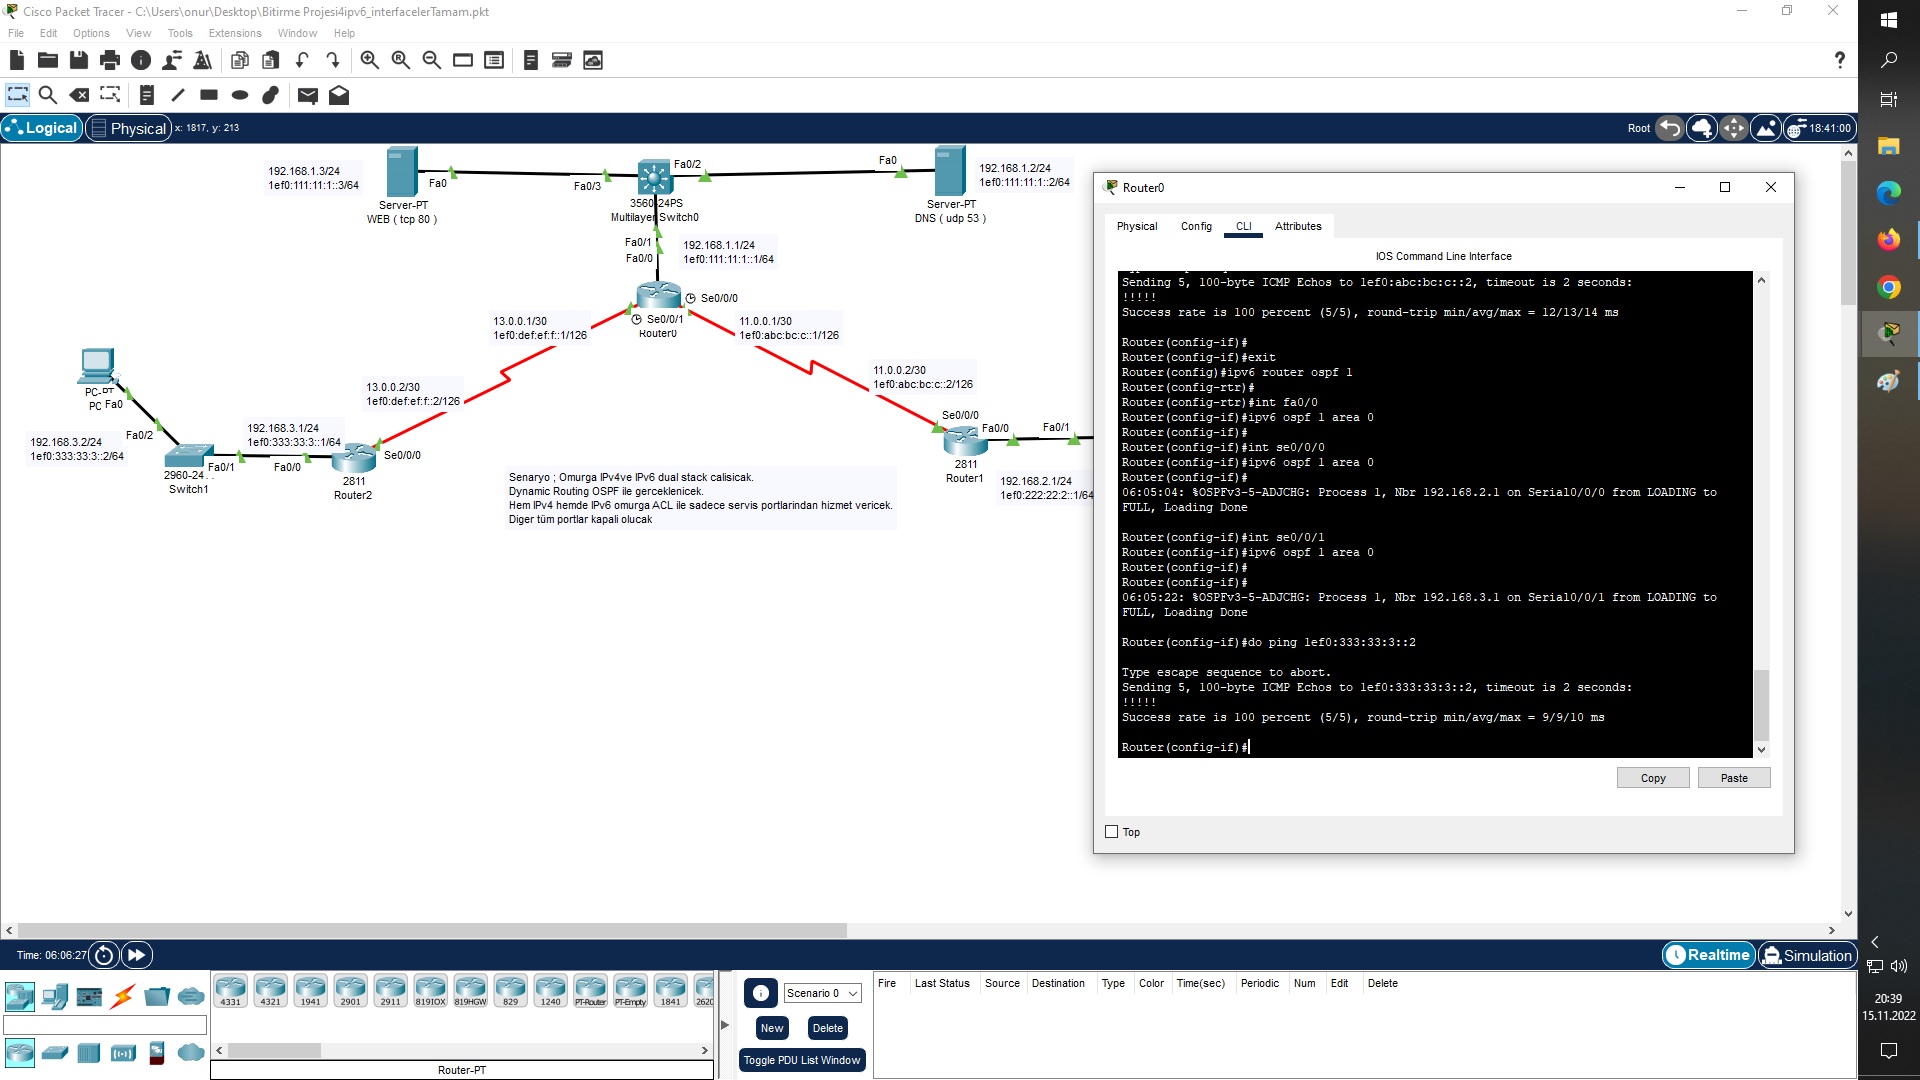 Cisco Packet Tracer - C:\Users\onur\Desktop\Bitirme Projesi4ipv6_interfacelerTamam.pkt
File Edit Options View Tools Extensions Window Help
Logical Physical x: 1817, y: 213
Root 18:41:00
192.168.1.3/24
1ef0:111:11:1::3/64
Fa0
Server-PT
WEB ( tcp 80 )
Fa0/3
Fa0/2
3560-24PS
Multilayer Switch0
Fa0
Server-PT
DNS ( udp 53 )
192.168.1.2/24
1ef0:111:11:1::2/64
Fa0/1
Fa0/0
192.168.1.1/24
1ef0:111:11:1::1/64
Se0/0/0
Se0/0/1
Router0
13.0.0.1/30
1ef0:def:ef:f::1/126
11.0.0.1/30
1ef0:abc:bc:c::1/126
11.0.0.2/30
1ef0:abc:bc:c::2/126
13.0.0.2/30
1ef0:def:ef:f::2/126
PC-PT
PC Fa0
Fa0/2
192.168.3.2/24
1ef0:333:33:3::2/64
192.168.3.1/24
1ef0:333:33:3::1/64
Fa0/1
Fa0/0
2960-24
Switch1
Se0/0/0
2811
Router2
Se0/0/0
Fa0/0
Fa0/1
2811
Router1
192.168.2.1/24
1ef0:222:22:2::1/64
Senaryo ; Omurga IPv4ve IPv6 dual stack calisicak.
Dynamic Routing OSPF ile gerceklenicek.
Hem IPv4 hemde IPv6 omurga ACL ile sadece servis portlarindan hizmet vericek.
Diger tüm portlar kapali olucak
Router0
Physical Config CLI Attributes
IOS Command Line Interface
Sending 5, 100-byte ICMP Echos to 1ef0:abc:bc:c::2, timeout is 2 seconds:
!!!!!
Success rate is 100 percent (5/5), round-trip min/avg/max = 12/13/14 ms
Router(config-if)#
Router(config-if)#exit
Router(config)#ipv6 router ospf 1
Router(config-rtr)#
Router(config-rtr)#int fa0/0
Router(config-if)#ipv6 ospf 1 area 0
Router(config-if)#
Router(config-if)#int se0/0/0
Router(config-if)#ipv6 ospf 1 area 0
Router(config-if)#
06:05:04: %OSPFv3-5-ADJCHG: Process 1, Nbr 192.168.2.1 on Serial0/0/0 from LOADING to
FULL, Loading Done
Router(config-if)#int se0/0/1
Router(config-if)#ipv6 ospf 1 area 0
Router(config-if)#
Router(config-if)#
06:05:22: %OSPFv3-5-ADJCHG: Process 1, Nbr 192.168.3.1 on Serial0/0/1 from LOADING to
FULL, Loading Done
Router(config-if)#do ping 1ef0:333:33:3::2
Type escape sequence to abort.
Sending 5, 100-byte ICMP Echos to 1ef0:333:33:3::2, timeout is 2 seconds:
!!!!!
Success rate is 100 percent (5/5), round-trip min/avg/max = 9/9/10 ms
Router(config-if)#
Copy Paste
Top
Time: 06:06:27
Realtime Simulation
4331 4321 1941 2901 2911 819IOX 819HGW 829 1240 PT-Router PT-Empty 1841 2620
Router-PT
Scenario 0
New Delete
Toggle PDU List Window
Fire Last Status Source Destination Type Color Time(sec) Periodic Num Edit Delete
20:39
15.11.2022